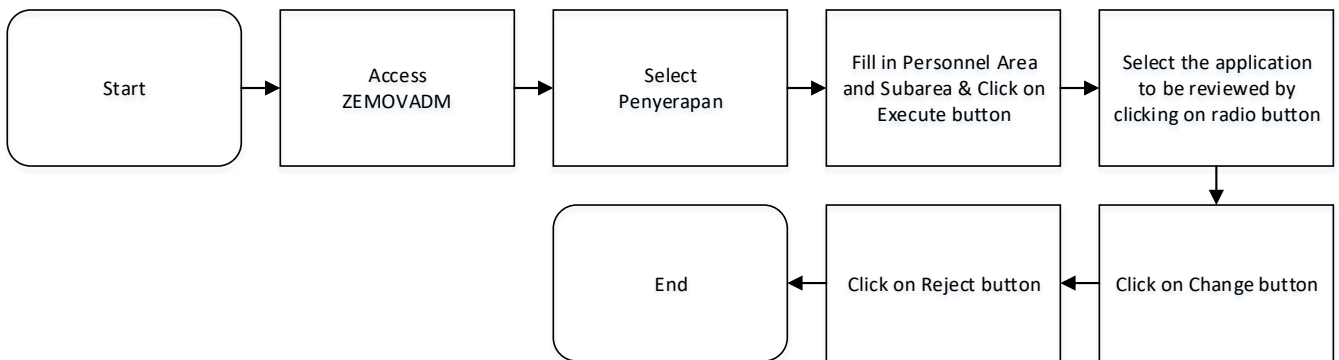 Start
Access
ZEMOVADM
Select
Penyerapan
Fill in Personnel Area
and Subarea & Click on
Execute button
Select the application
to be reviewed by
clicking on radio button
Click on Change button
Click on Reject button
End